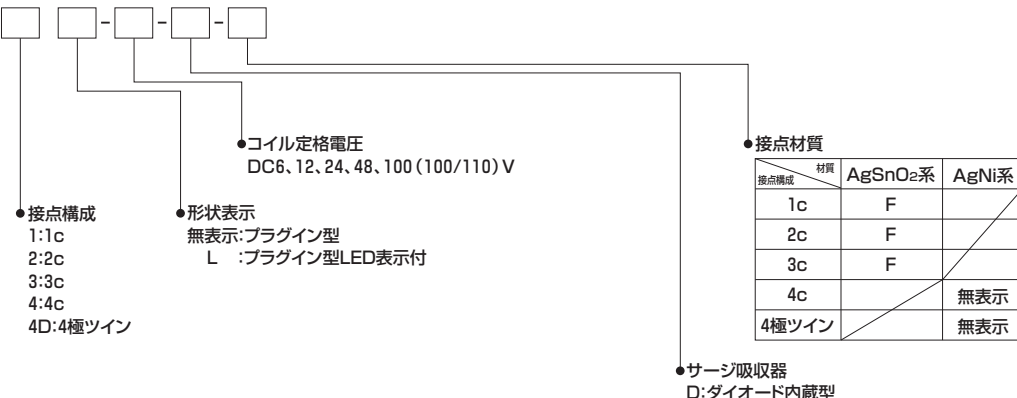 - - -
●コイル定格電圧
DC6、12、24、48、100(100/110)V
●接点構成
1:1c
2:2c
3:3c
4:4c
4D:4極ツイン
●形状表示
無表示:プラグイン型
L :プラグイン型LED表示付
●接点材質
接点構成 材質 AgSnO2系 AgNi系
1c F
2c F
3c F
4c 無表示
4極ツイン 無表示
●サージ吸収器
D:ダイオード内蔵型